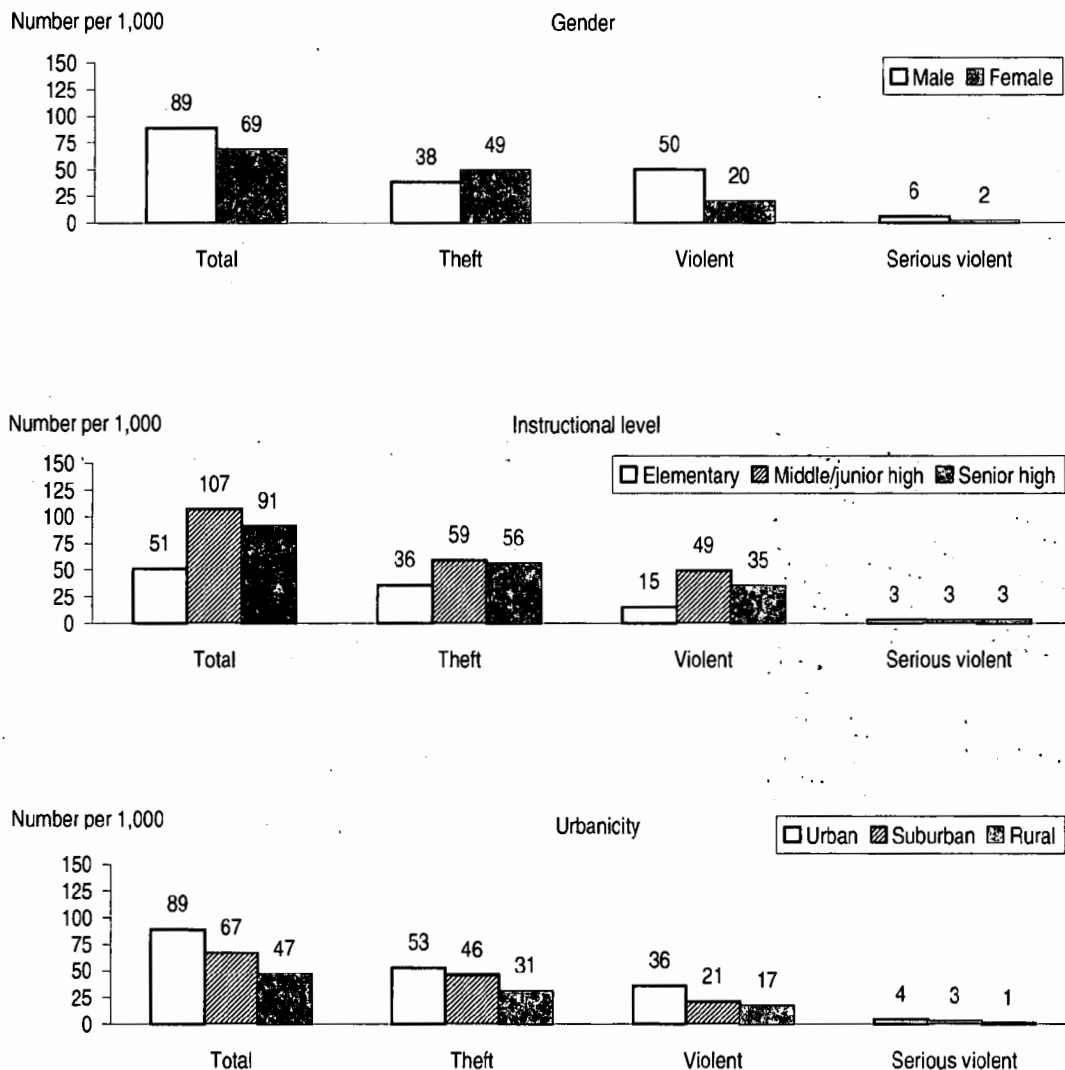 Number per 1,000 Gender
150 Male Female
125
100 89
75 69
50 38 49 50 20
25 6 2
0
Total Theft Violent Serious violent
Number per 1,000 Instructional level
150 Elementary Middle/junior high Senior high
125 107
100 91
75 51 59 56
50 36 49 35
25 15 3 3 3
0
Total Theft Violent Serious violent
Number per 1,000 Urbanicity
150 Urban Suburban Rural
125
100 89
75 67
50 47 53 46 31 36
25 21 17 4 3 1
0
Total Theft Violent Serious violent